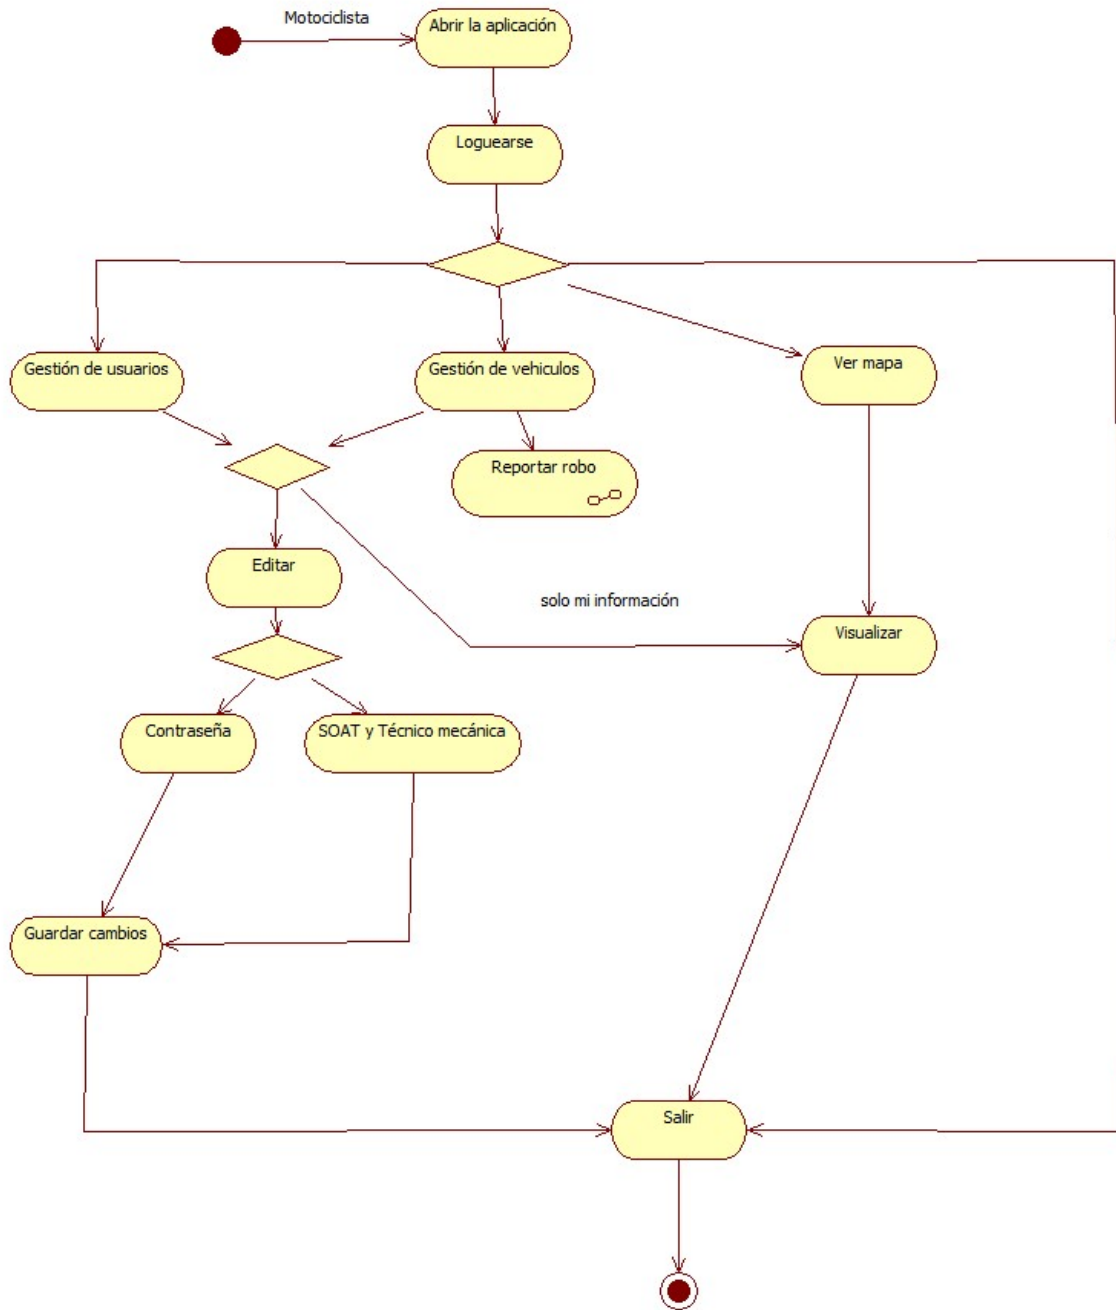 Motociclista
Abrir la aplicación
Loguearse
Gestión de usuarios
Gestión de vehiculos
Ver mapa
Reportar robo
Editar
solo mi información
Visualizar
Contraseña
SOAT y Técnico mecánica
Guardar cambios
Salir